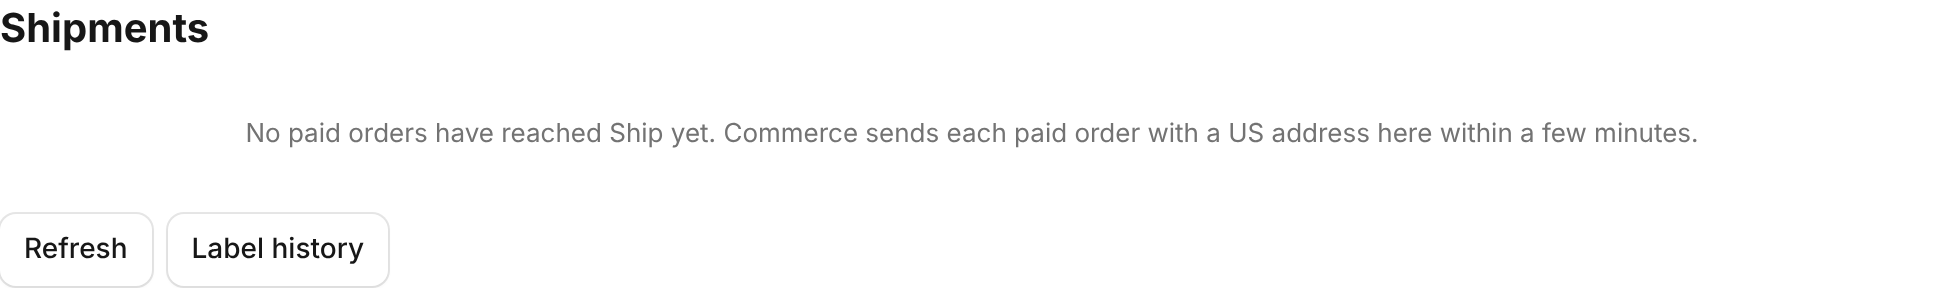 Shipments
No paid orders have reached Ship yet. Commerce sends each paid order with a US address here within a few minutes.
Refresh
Label history